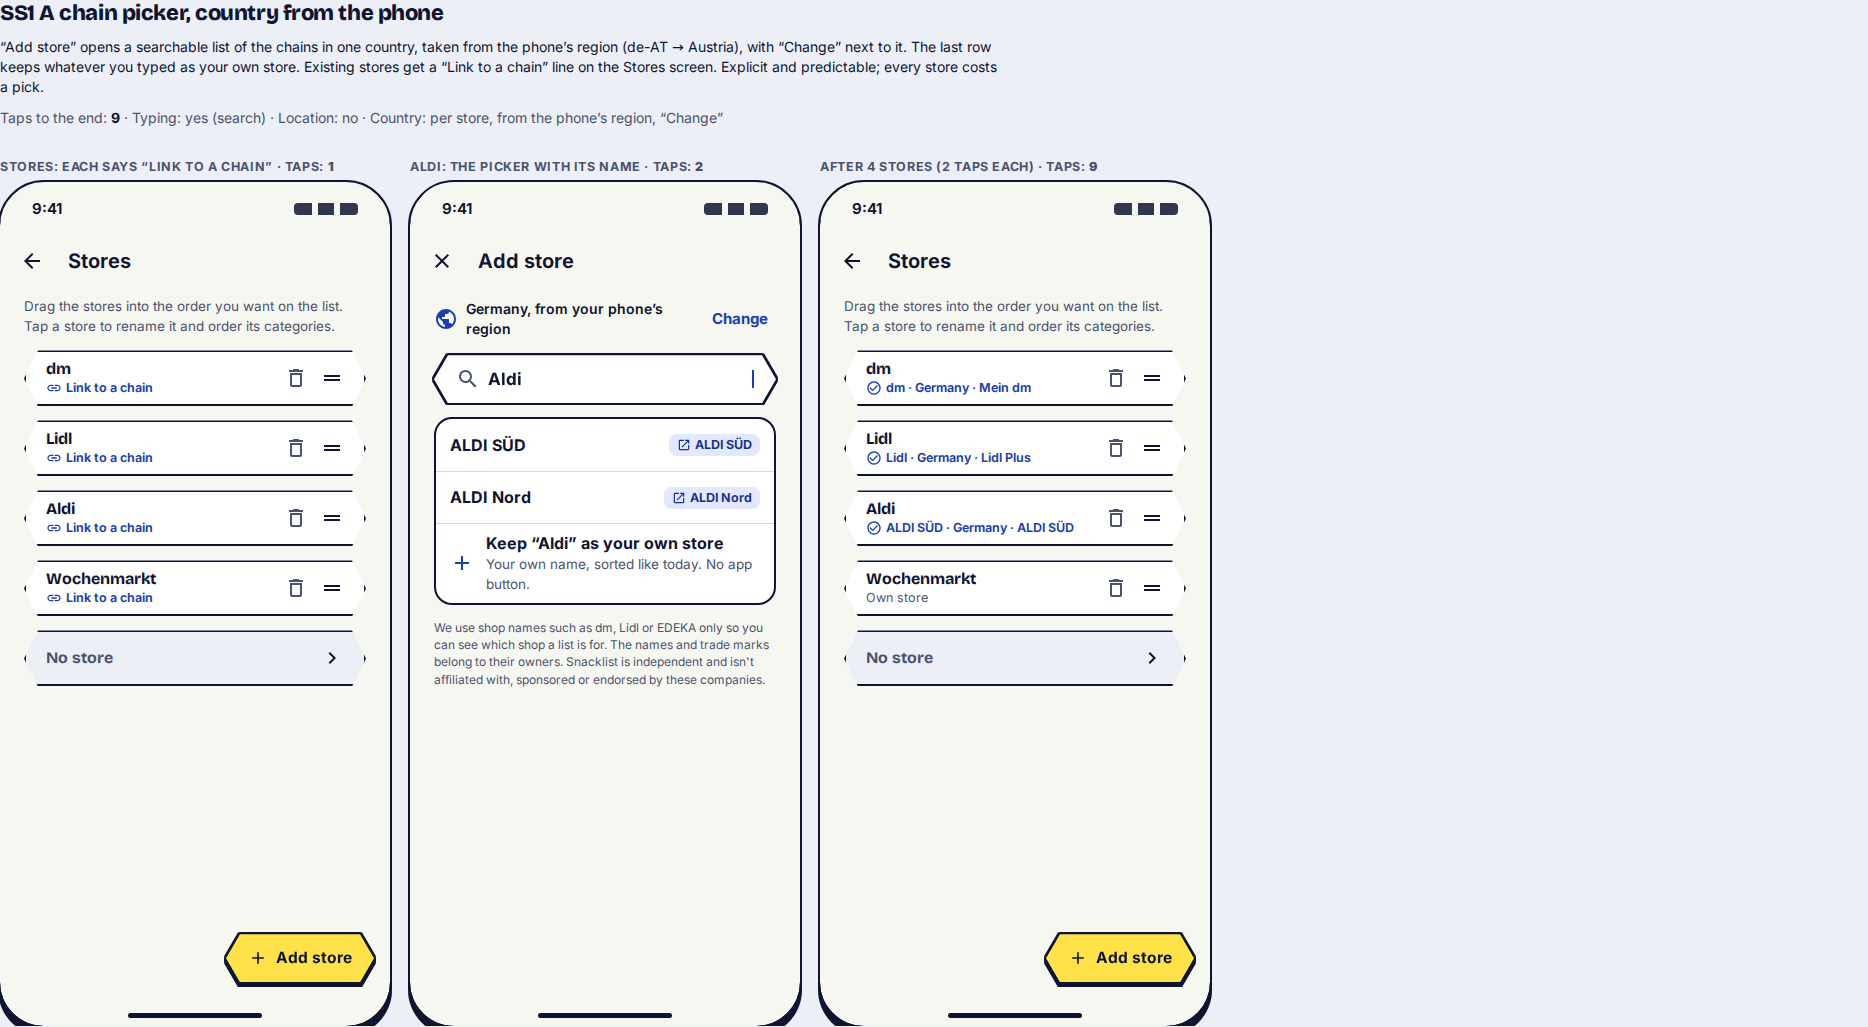 SS1 A chain picker, country from the phone
“Add store” opens a searchable list of the chains in one country, taken from the phone’s region (de-AT → Austria), with “Change” next to it. The last row
keeps whatever you typed as your own store. Existing stores get a “Link to a chain” line on the Stores screen. Explicit and predictable; every store costs
a pick.
Taps to the end: 9 · Typing: yes (search) · Location: no · Country: per store, from the phone’s region, “Change”
STORES: EACH SAYS “LINK TO A CHAIN” · TAPS: 1
9:41
Stores
Drag the stores into the order you want on the list.
Tap a store to rename it and order its categories.
dm
Link to a chain
Lidl
Link to a chain
Aldi
Link to a chain
Wochenmarkt
Link to a chain
No store
Add store
ALDI: THE PICKER WITH ITS NAME · TAPS: 2
9:41
Add store
Germany, from your phone’s
region
Change
Aldi
ALDI SÜD
ALDI SÜD
ALDI Nord
ALDI Nord
Keep “Aldi” as your own store
Your own name, sorted like today. No app
button.
We use shop names such as dm, Lidl or EDEKA only so you
can see which shop a list is for. The names and trade marks
belong to their owners. Snacklist is independent and isn't
affiliated with, sponsored or endorsed by these companies.
AFTER 4 STORES (2 TAPS EACH) · TAPS: 9
9:41
Stores
Drag the stores into the order you want on the list.
Tap a store to rename it and order its categories.
dm
dm · Germany · Mein dm
Lidl
Lidl · Germany · Lidl Plus
Aldi
ALDI SÜD · Germany · ALDI SÜD
Wochenmarkt
Own store
No store
Add store